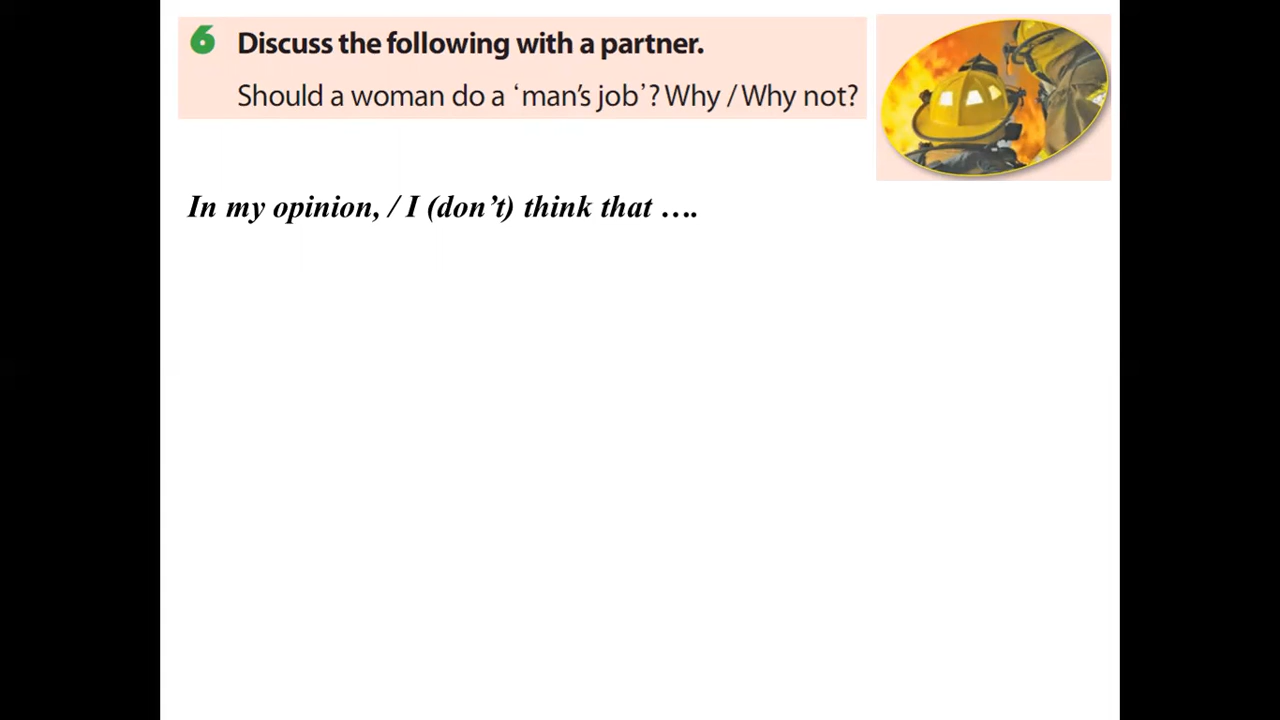 6 Discuss the following with a partner.
Should a woman do a ‘man’s job’? Why / Why not?
In my opinion, / I (don’t) think that ….